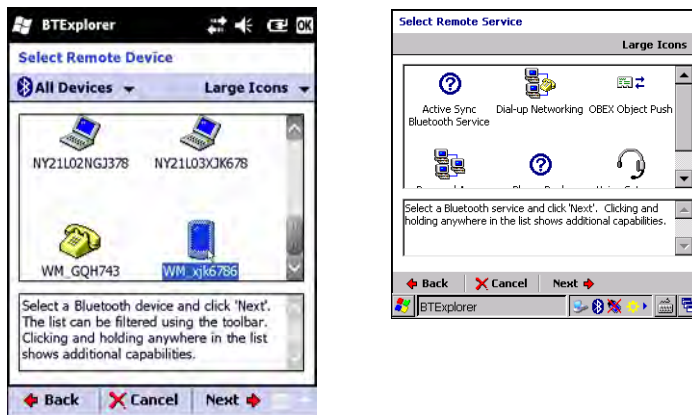 BTExplorer
OK
Select Remote Device
All Devices
Large Icons
NY21L02NGJ378
NY21L03XJK678
WM_GQH743
WM_xjk6786
Select a Bluetooth device and click 'Next'.
The list can be filtered using the toolbar.
Clicking and holding anywhere in the list
shows additional capabilities.
Back
Cancel
Next
Select Remote Service
Large Icons
Active Sync
Bluetooth Service
Dial-up Networking
OBEX Object Push
Select a Bluetooth service and click 'Next'. Clicking and
holding anywhere in the list shows additional capabilities.
Back
Cancel
Next
BTExplorer